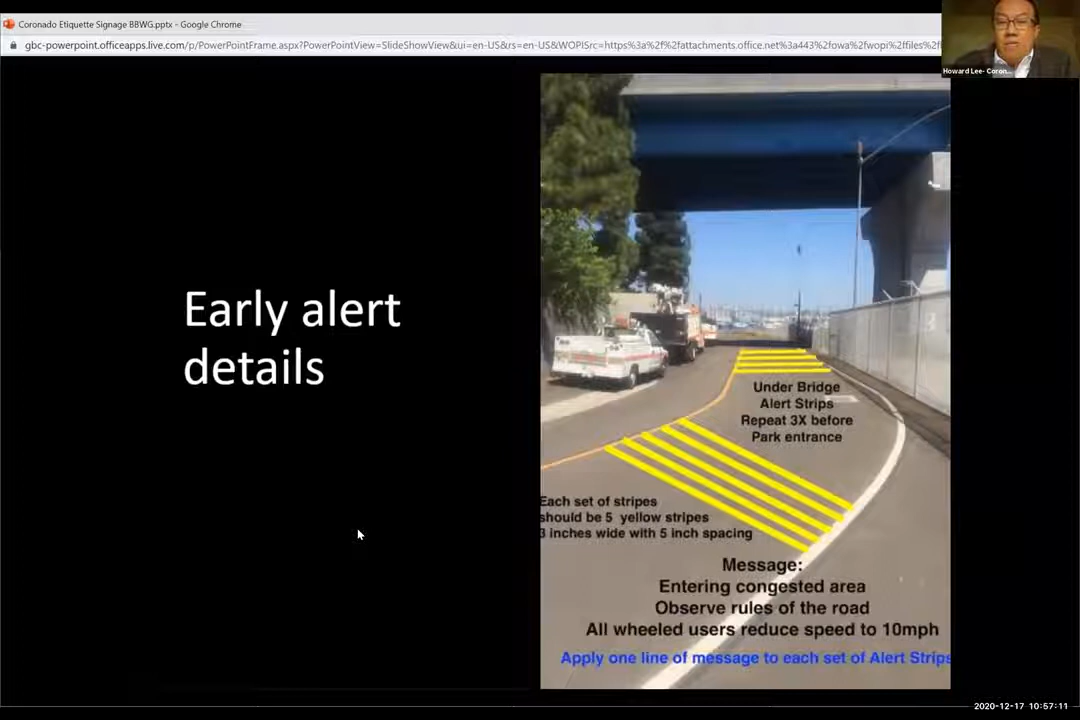 Coronado Etiquette Signage BBWG.pptx - Google Chrome
gbc-powerpoint.officeapps.live.com/p/PowerPointFrame.aspx?PowerPointView=SlideShowView&ui=en-US&rs=en-US&WOPISrc=https%3a%2f%2fattachments.office.net%3a443%2fowa%2fwopi%2ffiles%2f
Howard Lee- Coron...
Early alert
details
Under Bridge
Alert Strips
Repeat 3X before
Park entrance
Each set of stripes
should be 5 yellow stripes
3 inches wide with 5 inch spacing
Message:
Entering congested area
Observe rules of the road
All wheeled users reduce speed to 10mph
Apply one line of message to each set of Alert Strips
2020-12-17 10:57:11